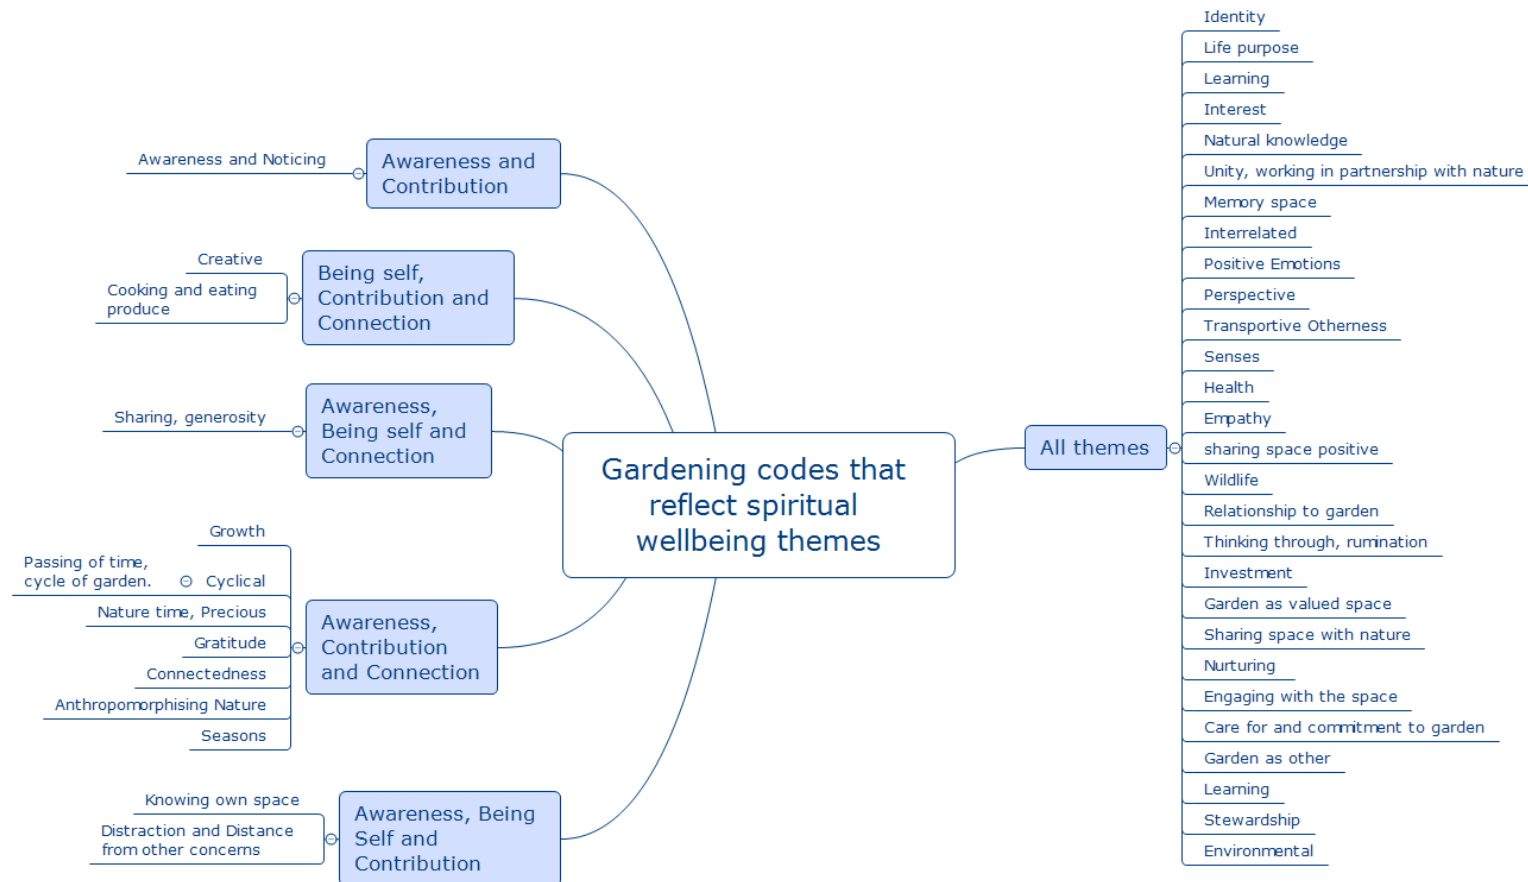 Awareness and Noticing
Awareness and
Contribution
Creative
Cooking and eating
produce
Being self,
Contribution and
Connection
Sharing, generosity
Awareness,
Being self and
Connection
Growth
Passing of time,
cycle of garden.
Cyclical
Nature time, Precious
Gratitude
Connectedness
Anthropomorphising Nature
Seasons
Awareness,
Contribution
and Connection
Knowing own space
Distraction and Distance
from other concerns
Awareness, Being
Self and
Contribution
Gardening codes that
reflect spiritual
wellbeing themes
All themes
Identity
Life purpose
Learning
Interest
Natural knowledge
Unity, working in partnership with nature
Memory space
Interrelated
Positive Emotions
Perspective
Transportive Otherness
Senses
Health
Empathy
sharing space positive
Wildlife
Relationship to garden
Thinking through, rumination
Investment
Garden as valued space
Sharing space with nature
Nurturing
Engaging with the space
Care for and commitment to garden
Garden as other
Learning
Stewardship
Environmental